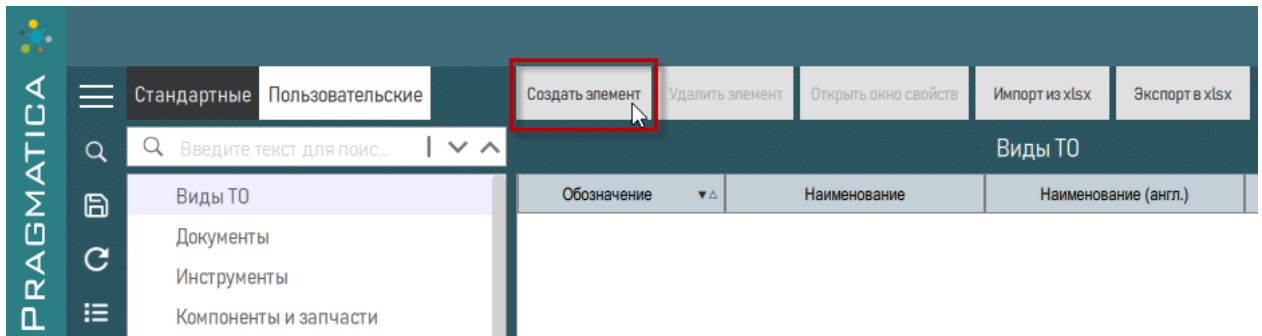 PRAGMATICA
Стандартные Пользовательские
Создать элемент Удалить элемент Открыть окно свойств Импорт из xlsx Экспорт в xlsx
Введите текст для поис...
Виды ТО
Обозначение Наименование Наименование (англ.)
Виды ТО
Документы
Инструменты
Компоненты и запчасти